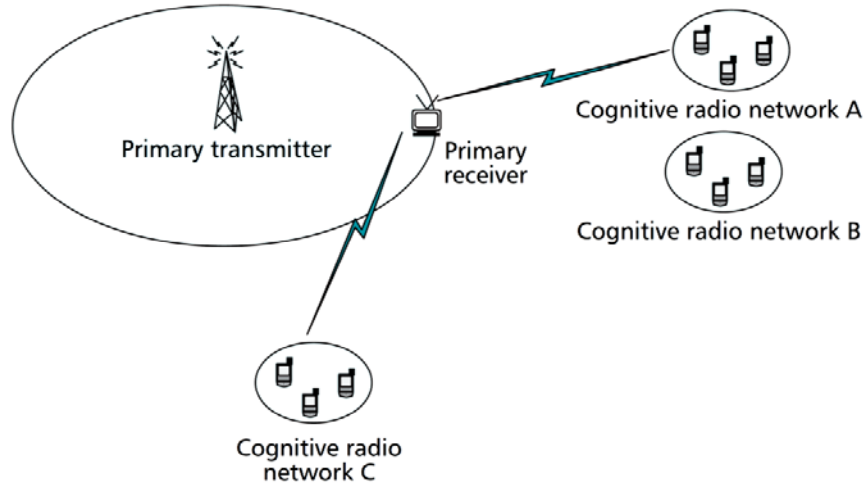 Primary transmitter
Primary
receiver
Cognitive radio network A
Cognitive radio network B
Cognitive radio
network C